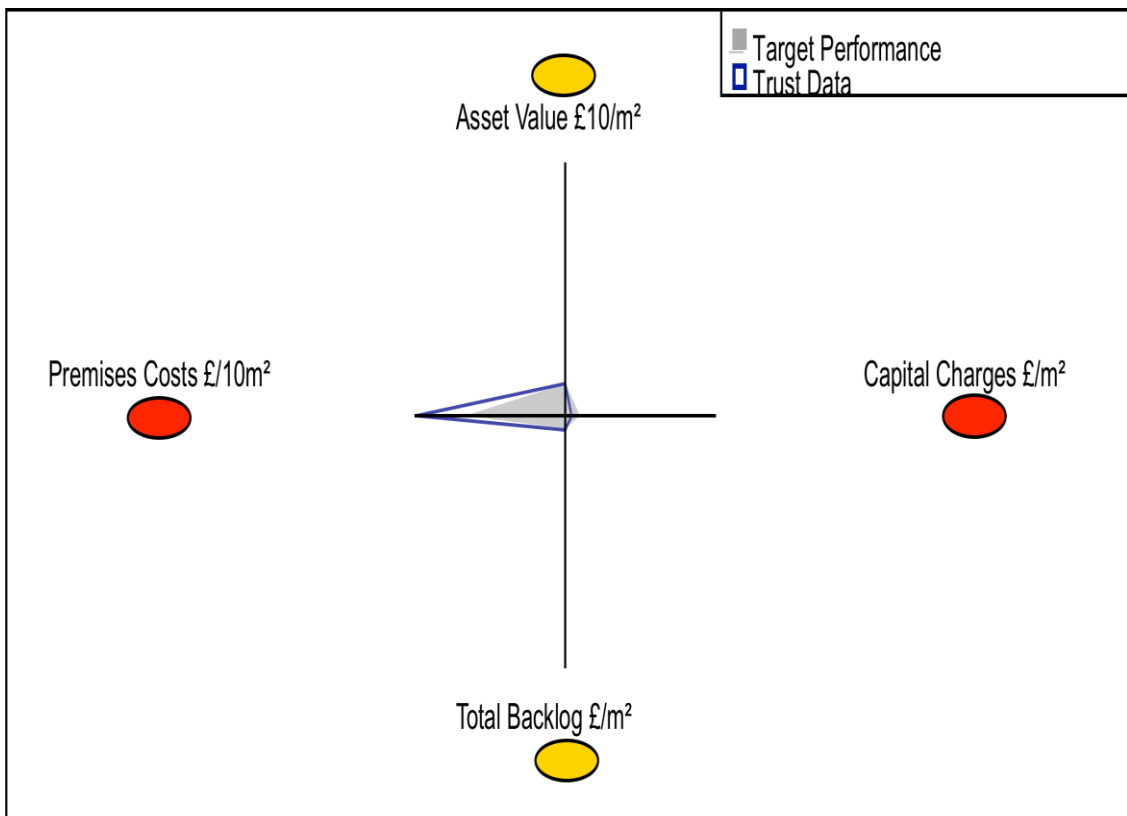 Target Performance
Trust Data
Asset Value £10/m²
Premises Costs £/10m²
Capital Charges £/m²
Total Backlog £/m²